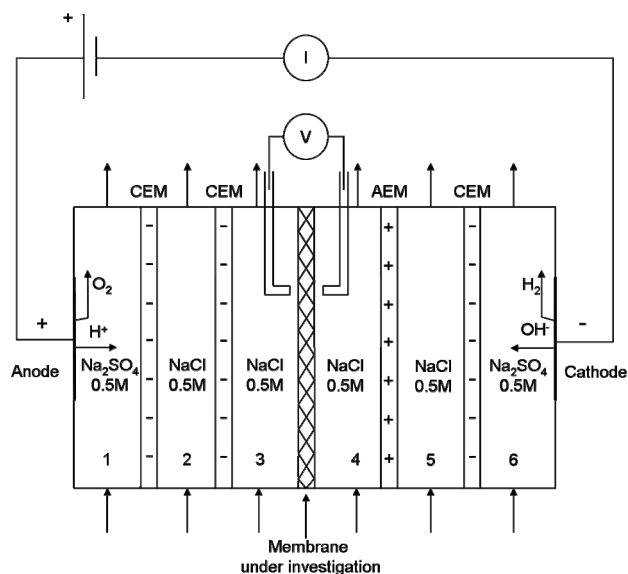 +
I
V
CEM CEM AEM CEM
- - + -
- - + -
- - + -
- - + -
- - + -
- - + -
- - + -
O₂
H₂
+
H⁺
OH⁻
-
Anode
Cathode
Na₂SO₄
0.5M
NaCl
0.5M
NaCl
0.5M
NaCl
0.5M
NaCl
0.5M
Na₂SO₄
0.5M
1 2 3 4 5 6
Membrane
under investigation